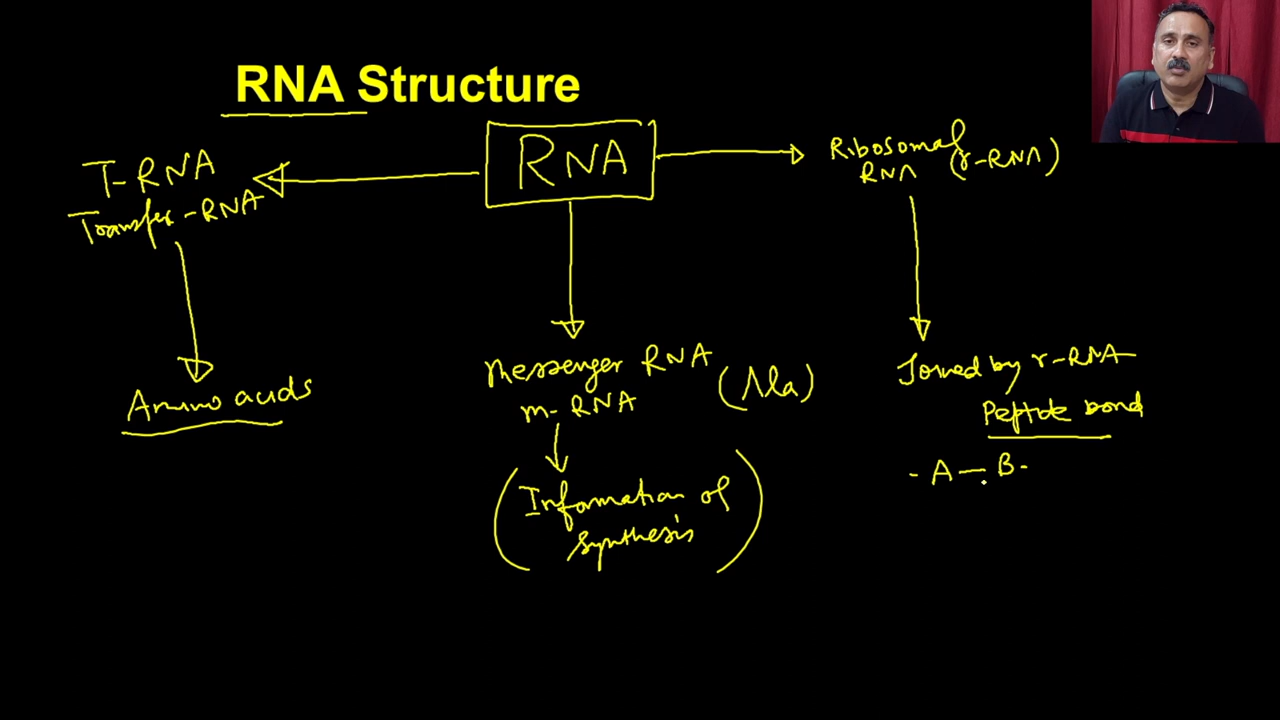 RNA Structure
RNA
T-RNA
Transfer-RNA
Amino acids
Messenger RNA
m-RNA
(Ala)
(Information of
synthesis)
Ribosomal
RNA (r-RNA)
Joined by r-RNA
Peptide bond
- A - B -